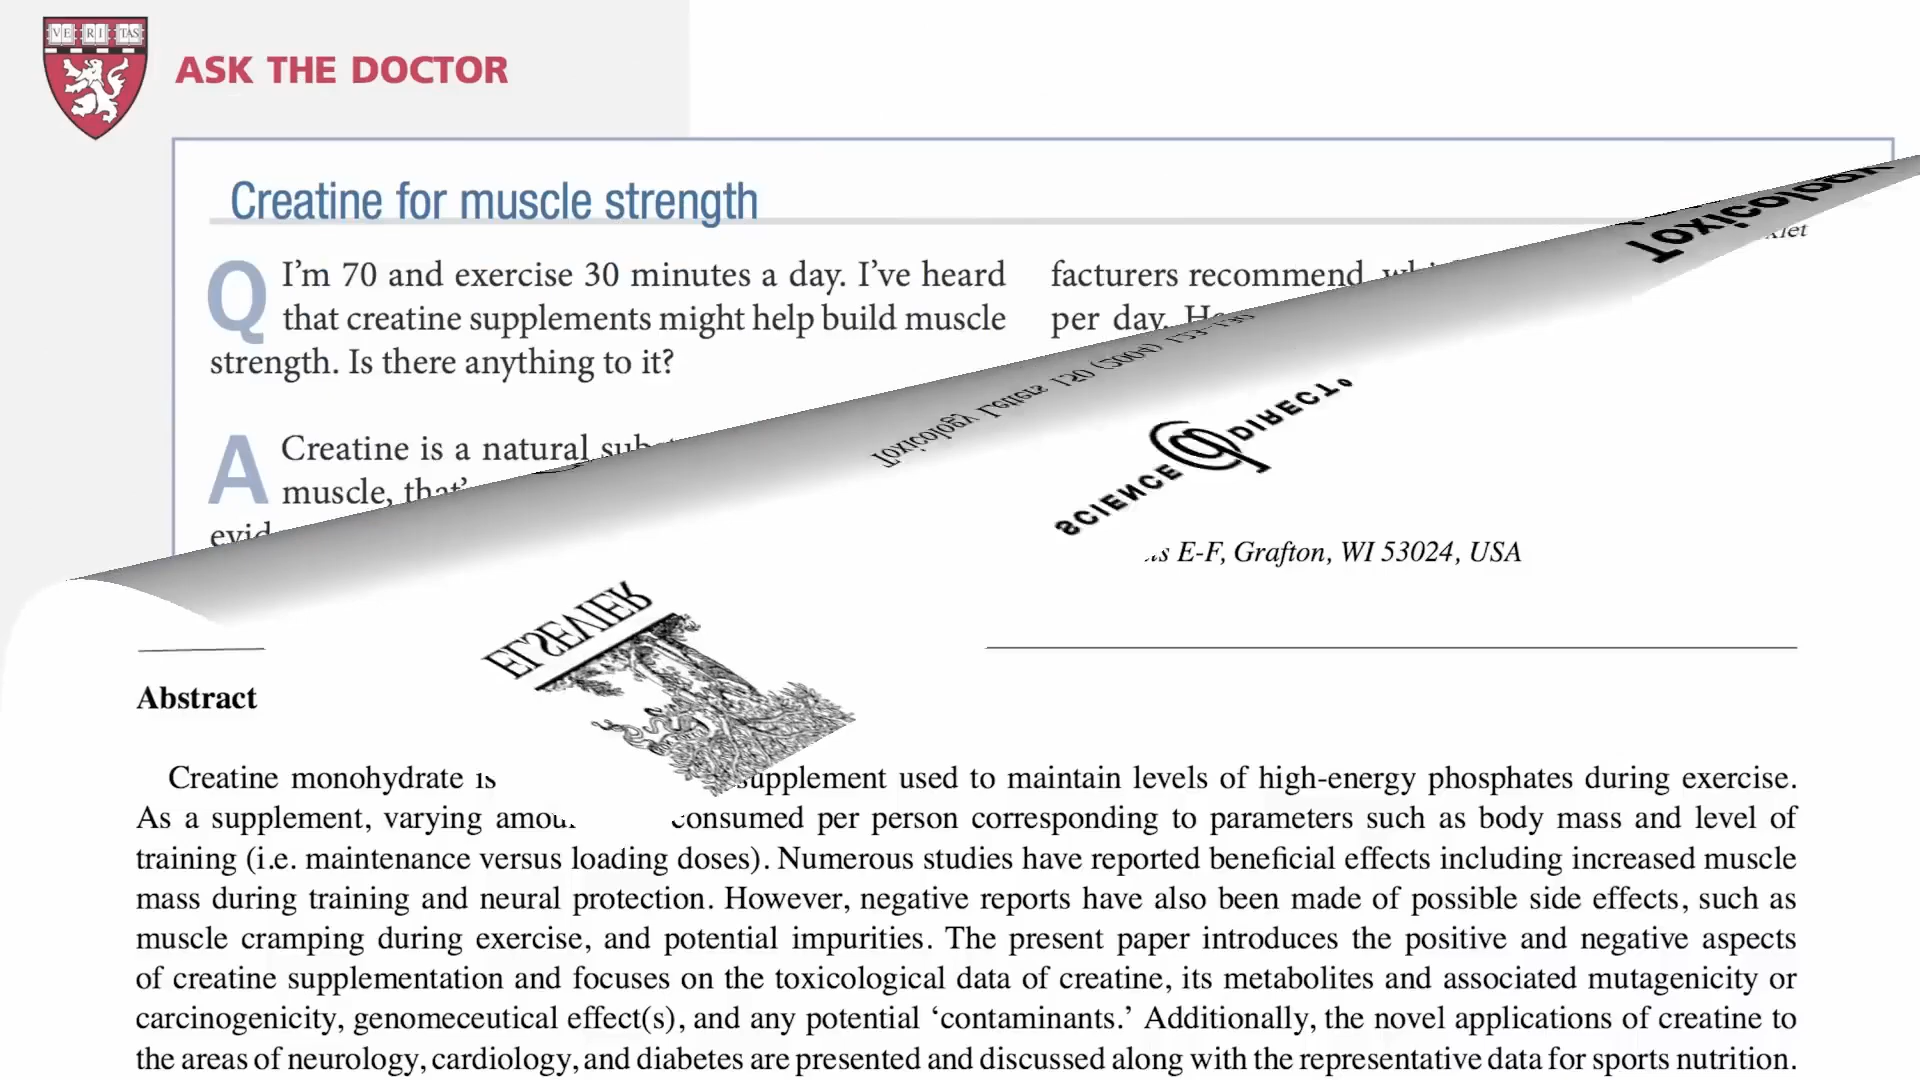 VE RI TAS
ASK THE DOCTOR
Creatine for muscle strength
Q I’m 70 and exercise 30 minutes a day. I’ve heard
that creatine supplements might help build muscle
strength. Is there anything to it?
A Creatine is a natural
muscle, that’
facturers recommend
per day.
Toxicology
Toxicology Letters 150 (2004) 123–130
SCIENCE @ DIRECT®
E-F, Grafton, WI 53024, USA
ELSEVIER
Abstract
Creatine monohydrate is supplement used to maintain levels of high-energy phosphates during exercise.
As a supplement, varying consumed per person corresponding to parameters such as body mass and level of
training (i.e. maintenance versus loading doses). Numerous studies have reported beneficial effects including increased muscle
mass during training and neural protection. However, negative reports have also been made of possible side effects, such as
muscle cramping during exercise, and potential impurities. The present paper introduces the positive and negative aspects
of creatine supplementation and focuses on the toxicological data of creatine, its metabolites and associated mutagenicity or
carcinogenicity, genomeceutical effect(s), and any potential ‘contaminants.’ Additionally, the novel applications of creatine to
the areas of neurology, cardiology, and diabetes are presented and discussed along with the representative data for sports nutrition.